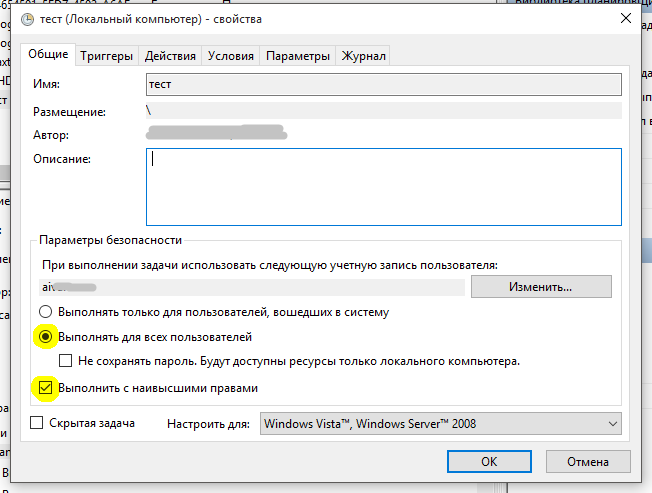 тест (Локальный компьютер) - свойства
Общие Триггеры Действия Условия Параметры Журнал
Имя: тест
Размещение: \
Автор:
Описание:
Параметры безопасности
При выполнении задачи использовать следующую учетную запись пользователя:
Изменить...
Выполнять только для пользователей, вошедших в систему
Выполнять для всех пользователей
Не сохранять пароль. Будут доступны ресурсы только локального компьютера.
Выполнить с наивысшими правами
Скрытая задача Настроить для: Windows Vista™, Windows Server™ 2008
OK Отмена